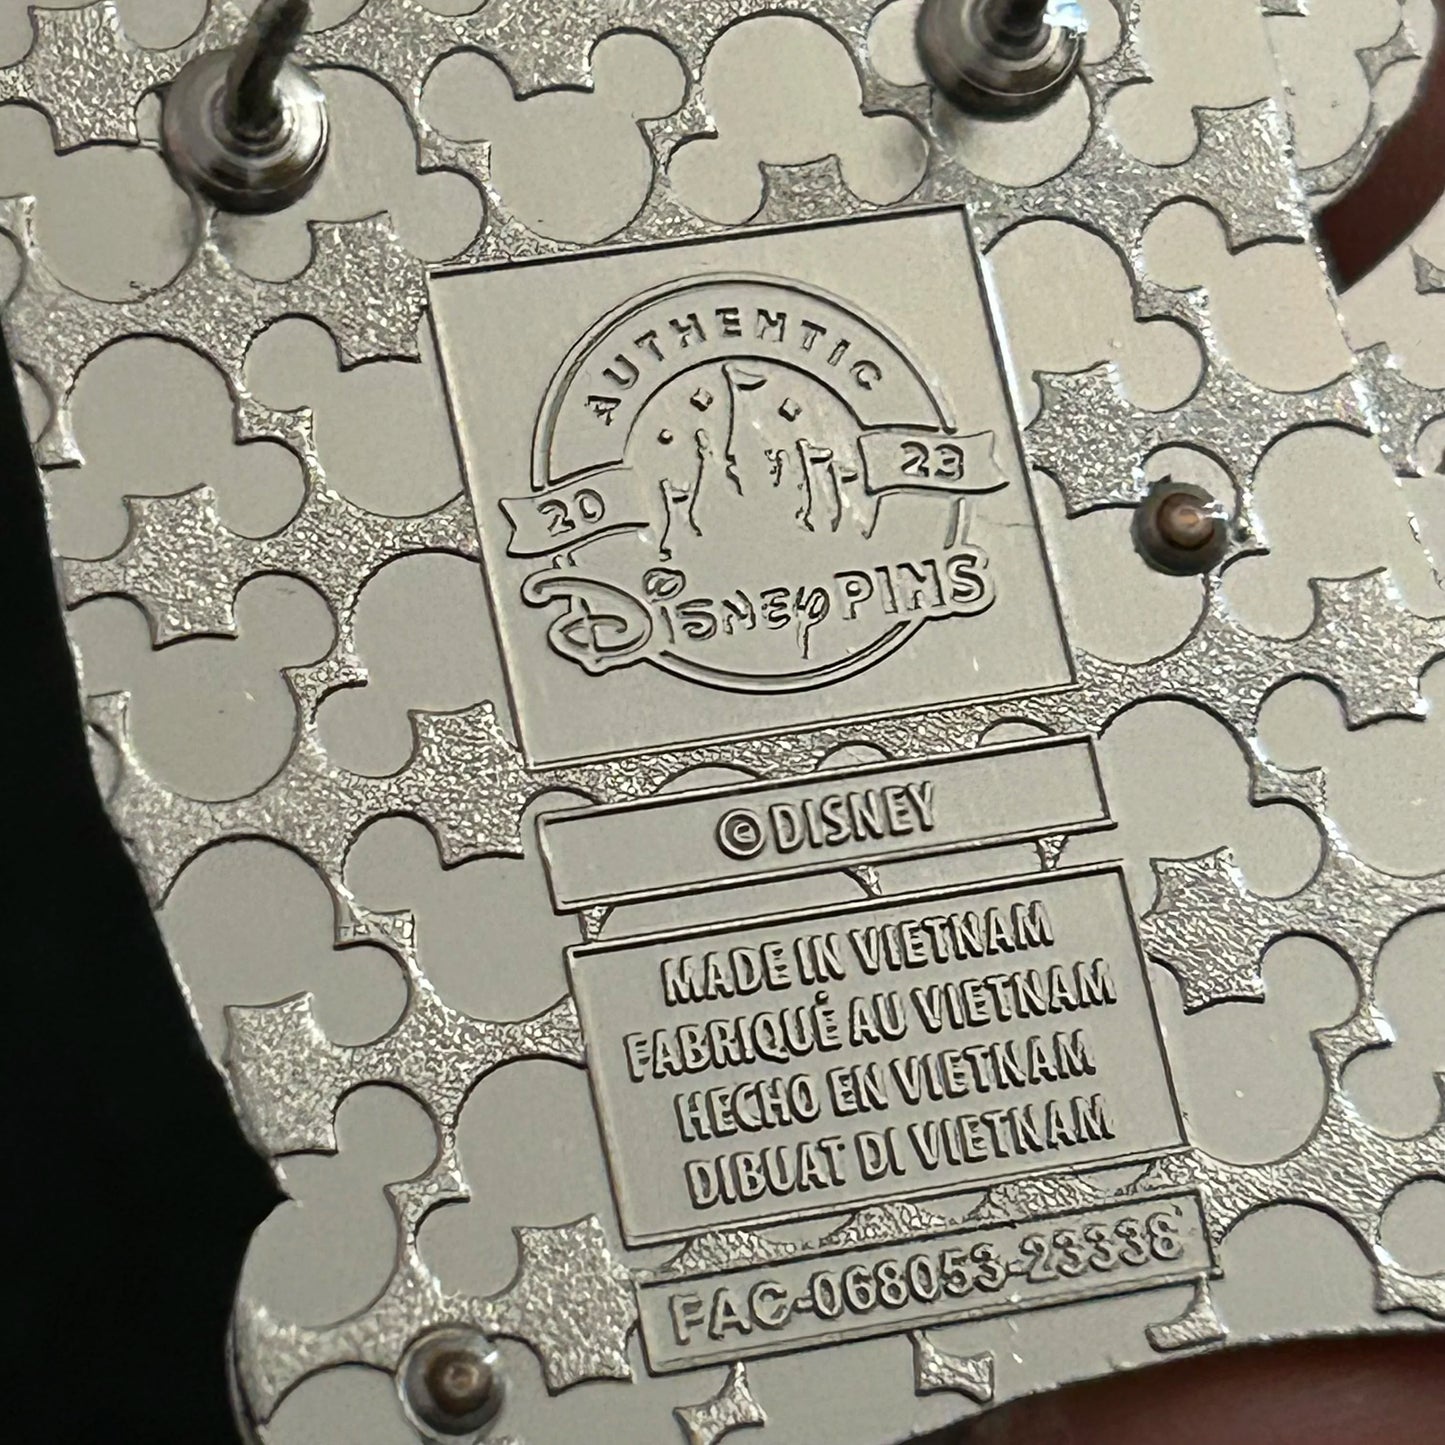 AUTHENTIC
20 23
Disney PINS
© DISNEY
MADE IN VIETNAM
FABRIQUÉ AU VIETNAM
HECHO EN VIETNAM
DIBUAT DI VIETNAM
FAC-068053-23338